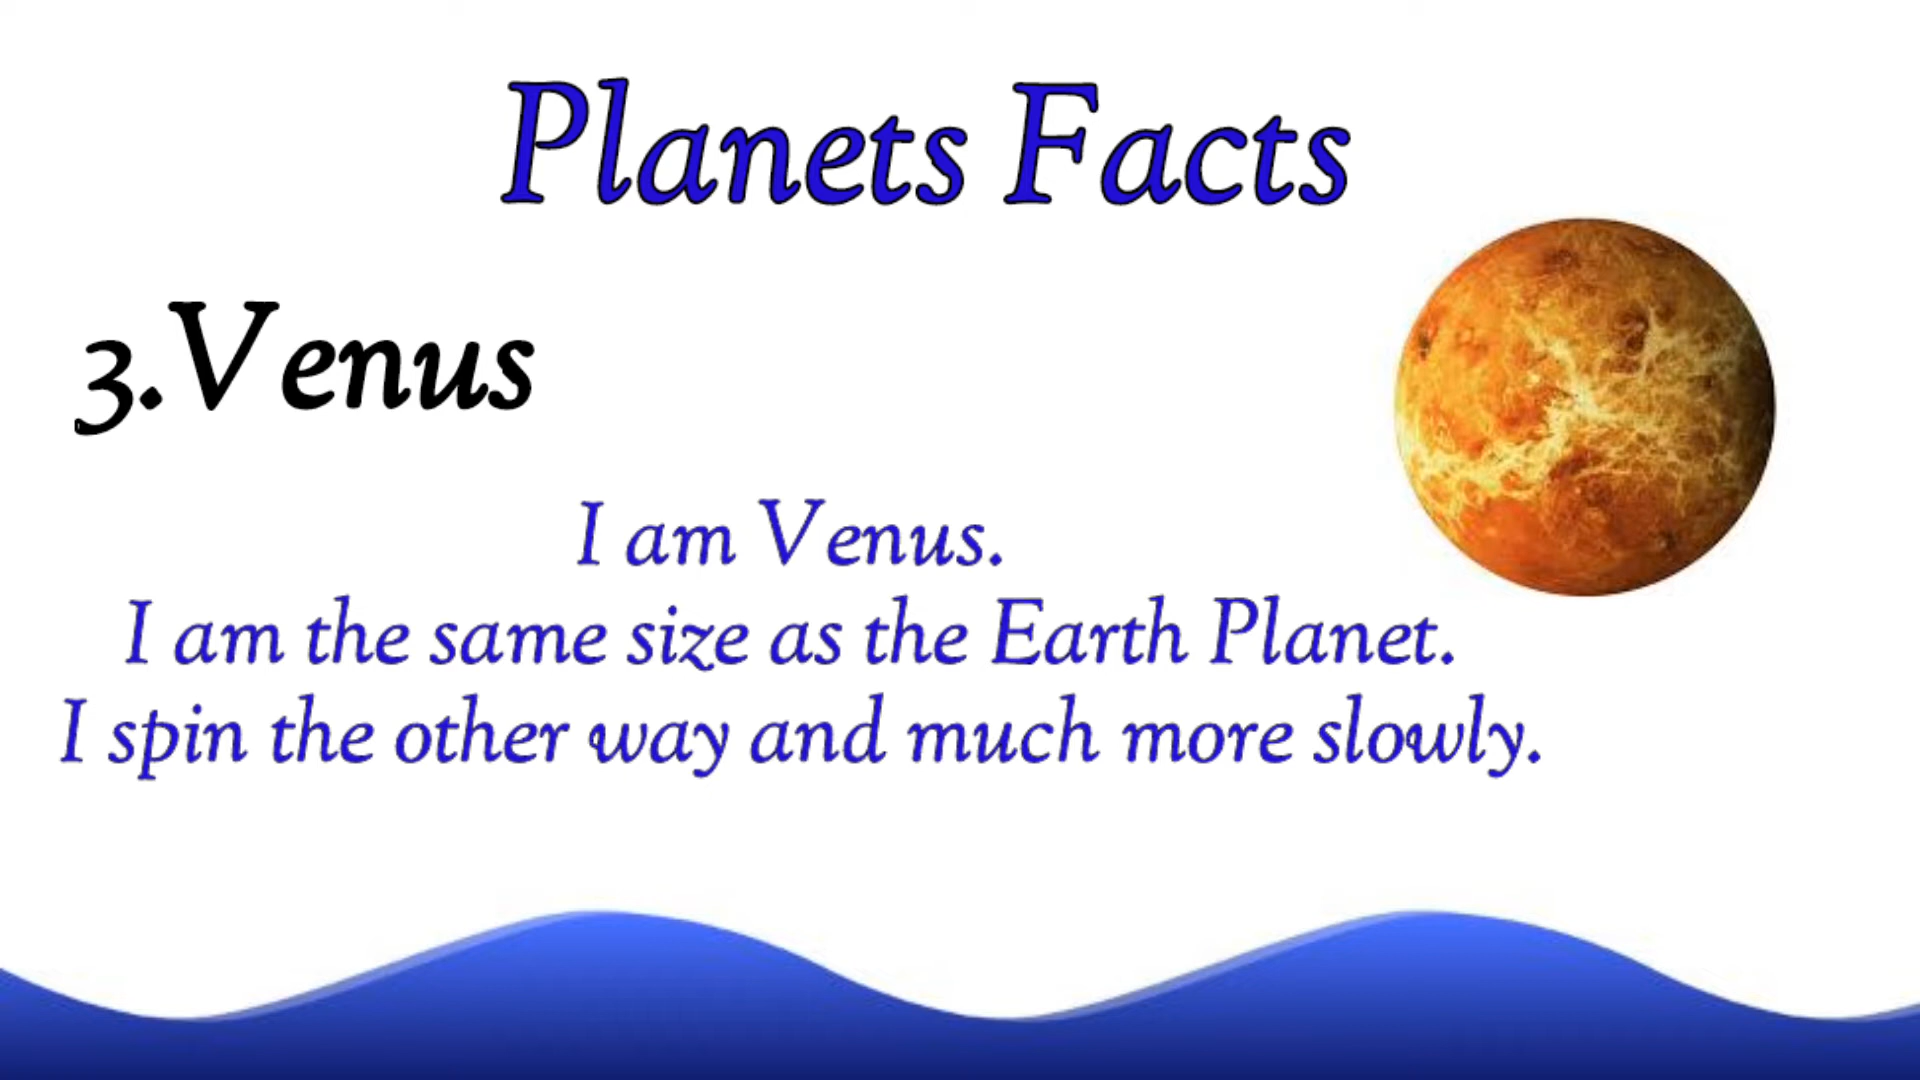 Planets Facts
3.Venus
I am Venus.
I am the same size as the Earth Planet.
I spin the other way and much more slowly.